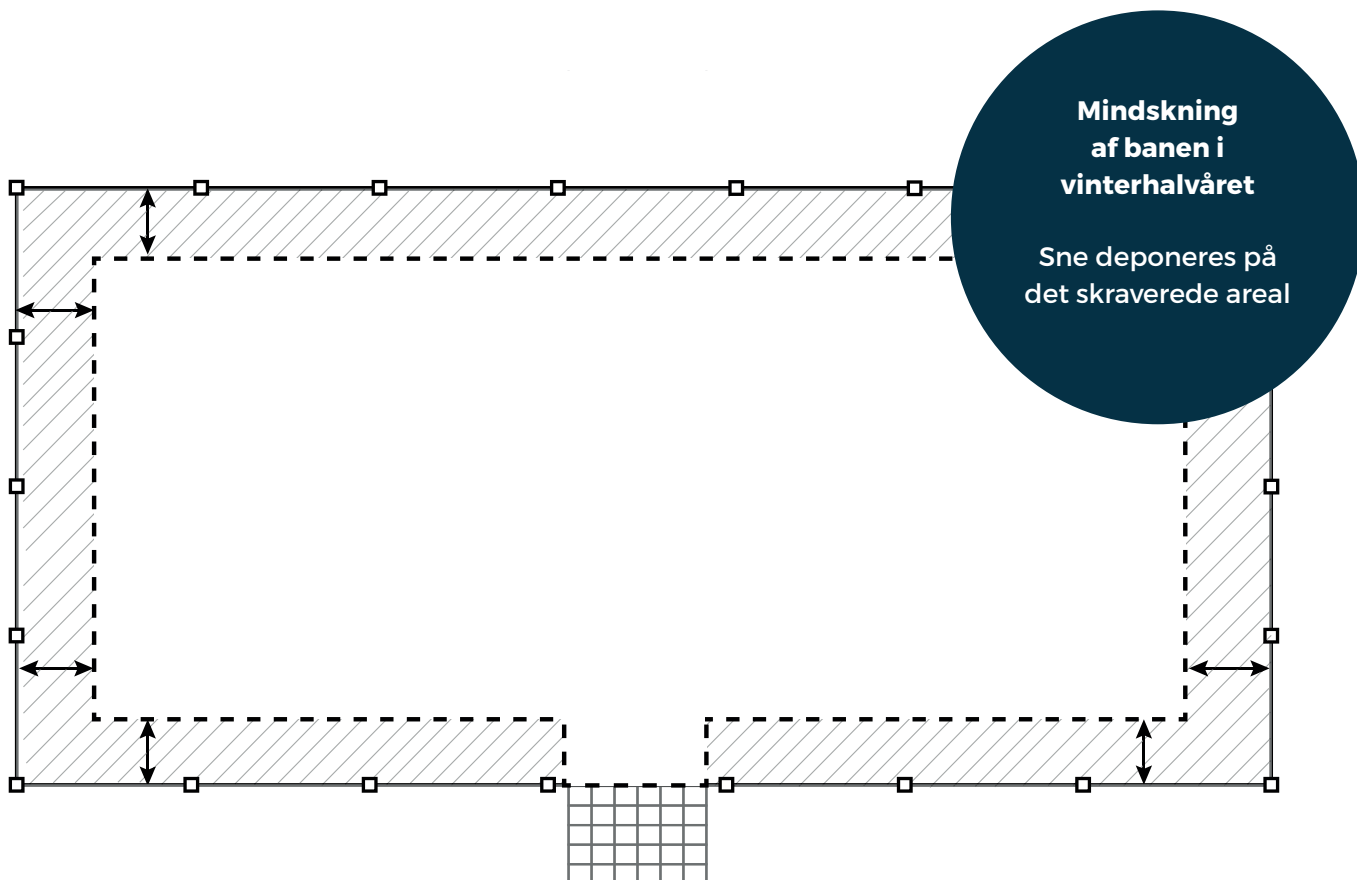 Mindskning
af banen i
vinterhalvåret
Sne deponeres på
det skraverede areal